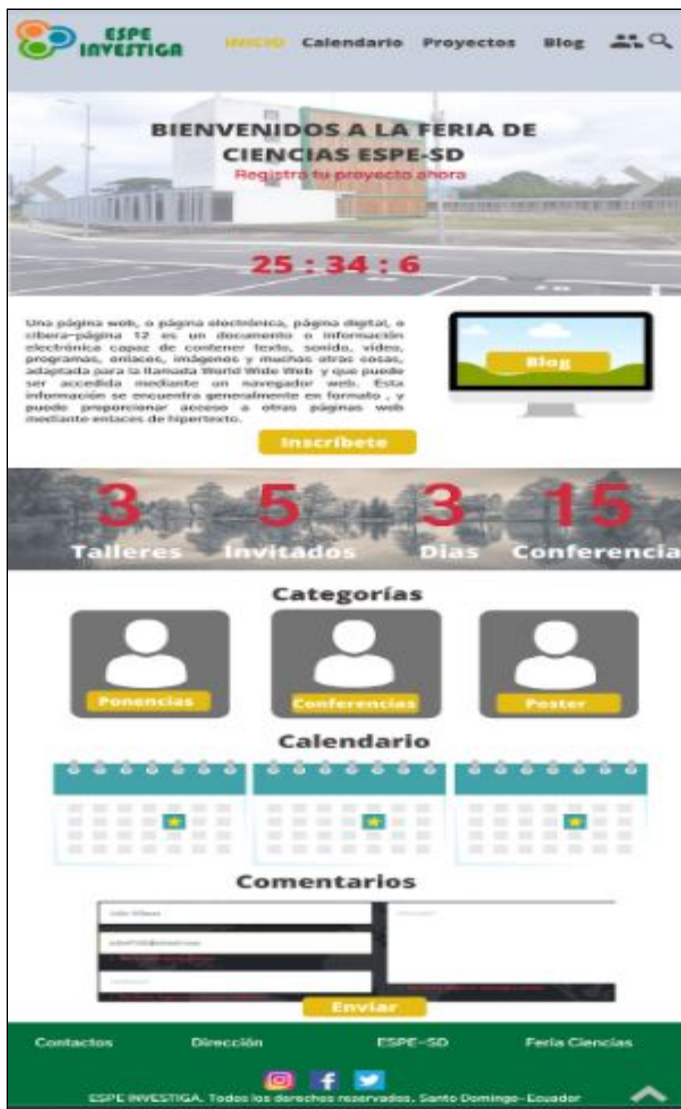 ESPE
INVESTIGA
INICIO Calendario Proyectos Blog
BIENVENIDOS A LA FERIA DE
CIENCIAS ESPE-SD
Registra tu proyecto ahora
25 : 34 : 6
Una página web, o página electrónica, página digital, o
cibera-página 12 es un documento o información
electrónica capaz de contener texto, sonido, vídeo,
programas, enlaces, imágenes y muchas otras cosas,
adaptada para la llamada World Wide Web y que puede
ser accedida mediante un navegador web. Esta
información se encuentra generalmente en formato , y
puede proporcionar acceso a otras páginas web
mediante enlaces de hipertexto.
Blog
Inscríbete
3 5 3 15
Talleres Invitados Dias Conferencia
Categorías
Ponencias Conferencias Poster
Calendario
Comentarios
Enviar
Contactos Dirección ESPE-SD Feria Ciencias
ESPE INVESTIGA. Todos los derechos reservados. Santo Domingo-Ecuador